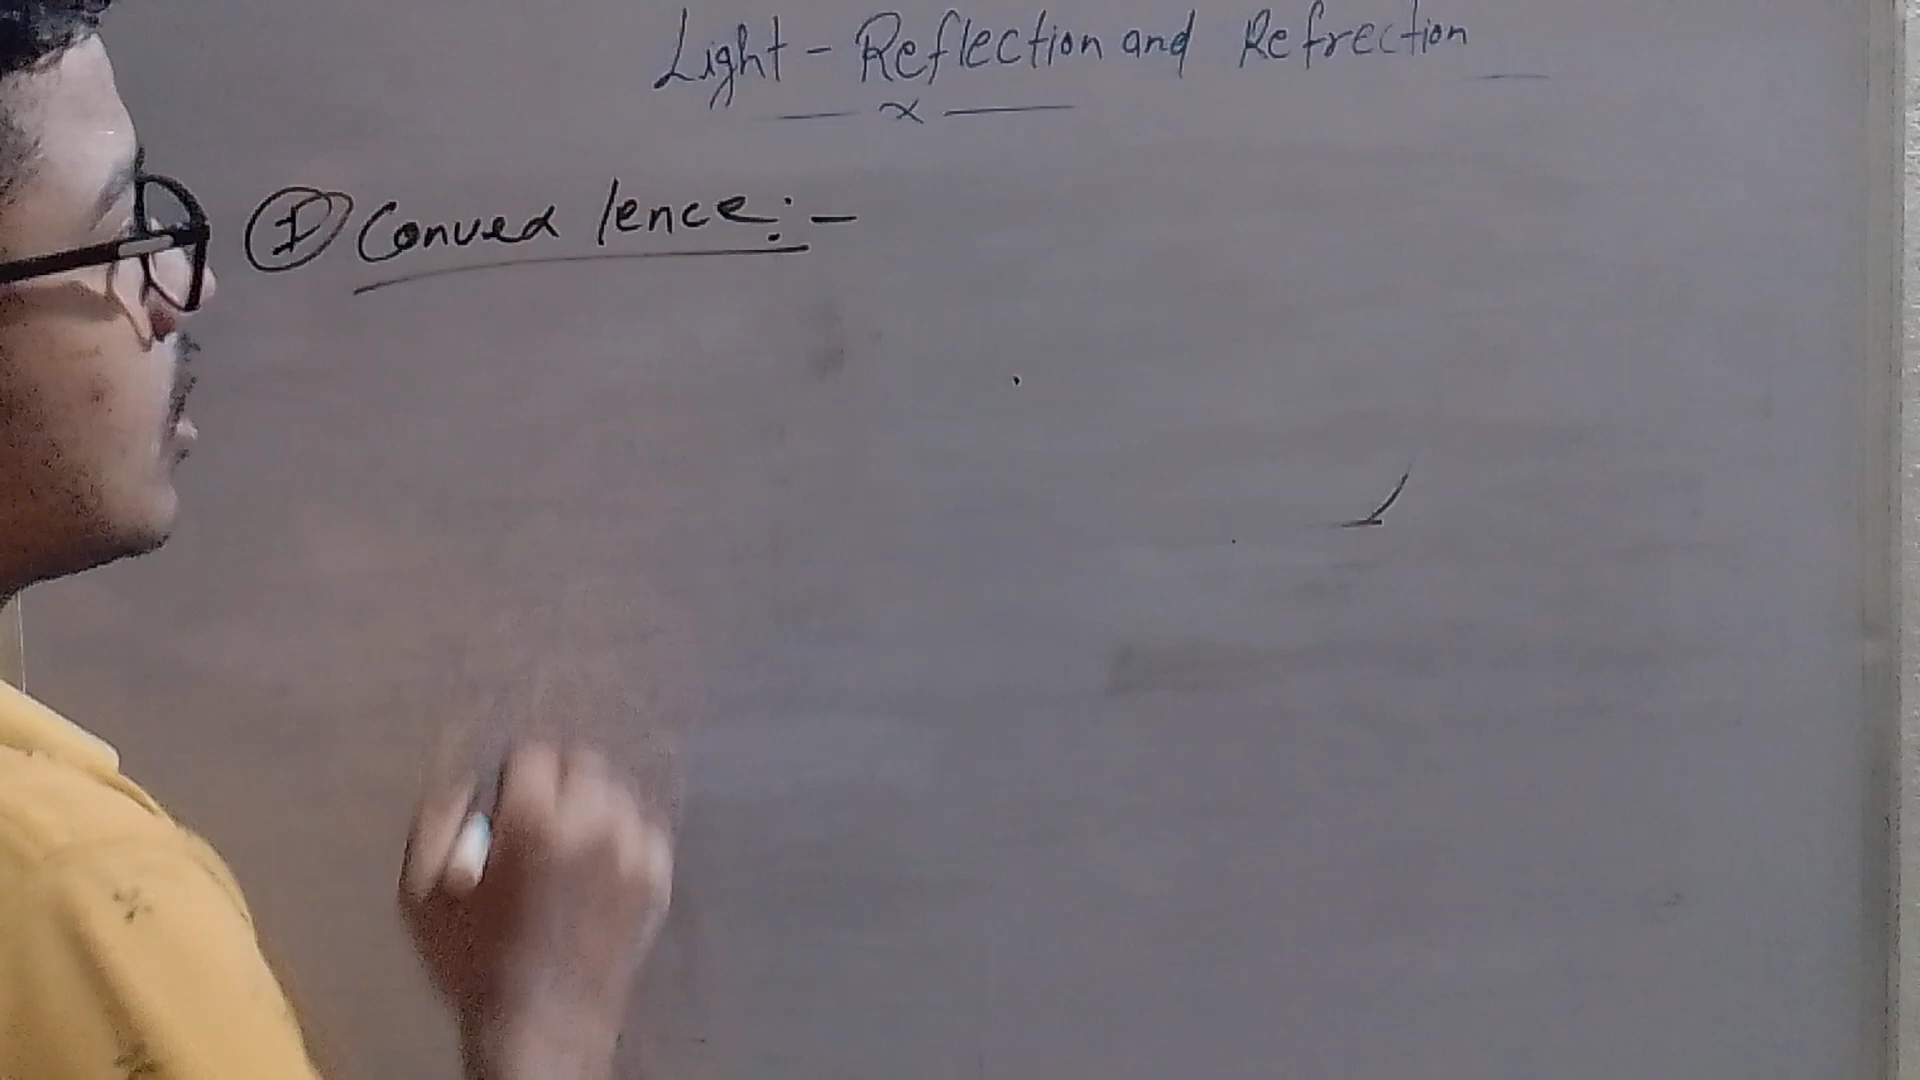 Light - Reflection and Refrection
x
① Convex lence:-